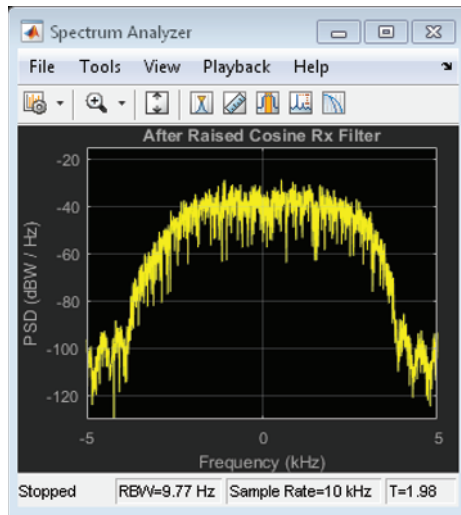 Spectrum Analyzer
File Tools View Playback Help
After Raised Cosine Rx Filter
-20
-40
-60
-80
-100
-120
PSD (dBW / Hz)
-5 0 5
Frequency (kHz)
Stopped RBW=9.77 Hz Sample Rate=10 kHz T=1.98